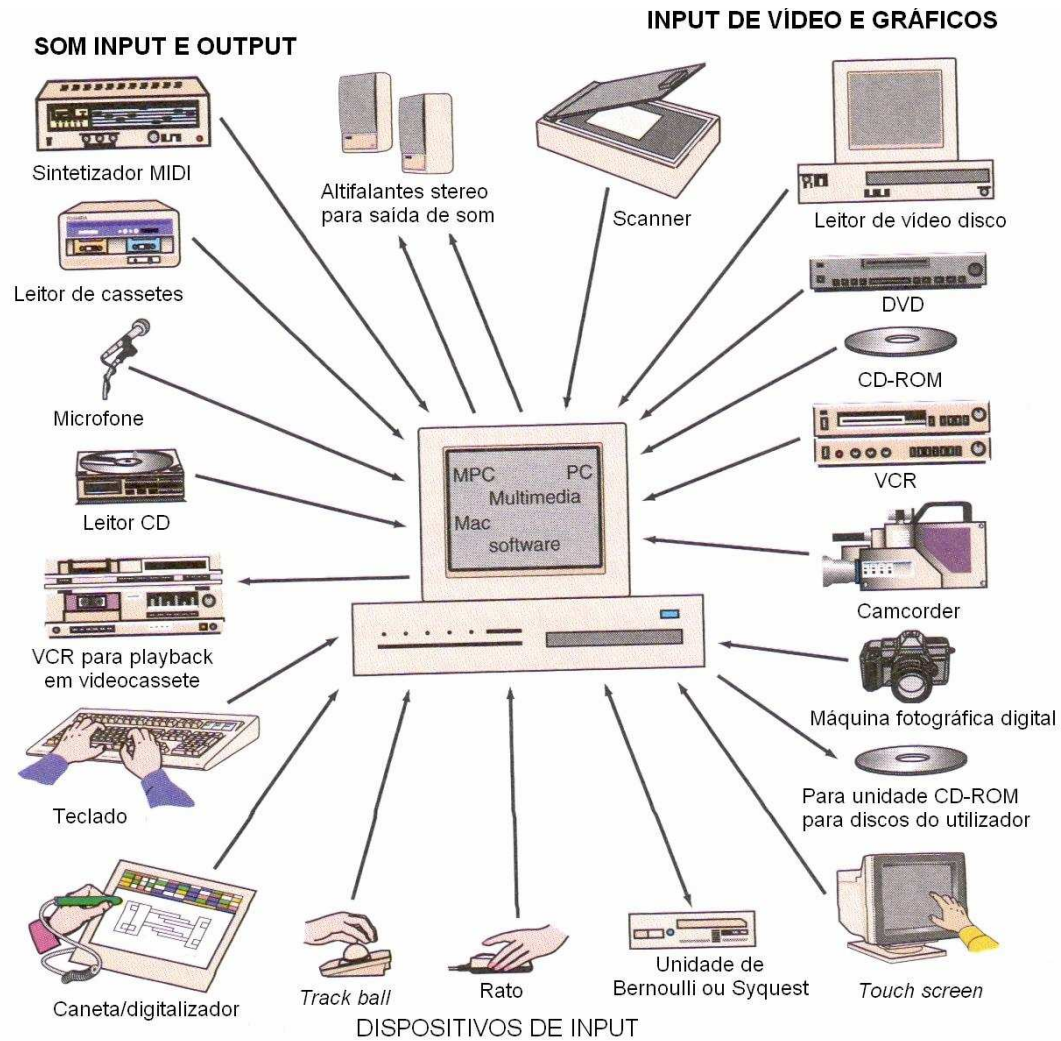 INPUT DE VÍDEO E GRÁFICOS
SOM INPUT E OUTPUT
Sintetizador MIDI
Altifalantes stereo
para saída de som
Scanner
Leitor de vídeo disco
Leitor de cassetes
DVD
CD-ROM
Microfone
VCR
Leitor CD
MPC PC
Multimedia
Mac
software
Camcorder
VCR para playback
em videocassete
Máquina fotográfica digital
Teclado
Para unidade CD-ROM
para discos do utilizador
Caneta/digitalizador
Track ball
Rato
Unidade de
Bernoulli ou Syquest
Touch screen
DISPOSITIVOS DE INPUT